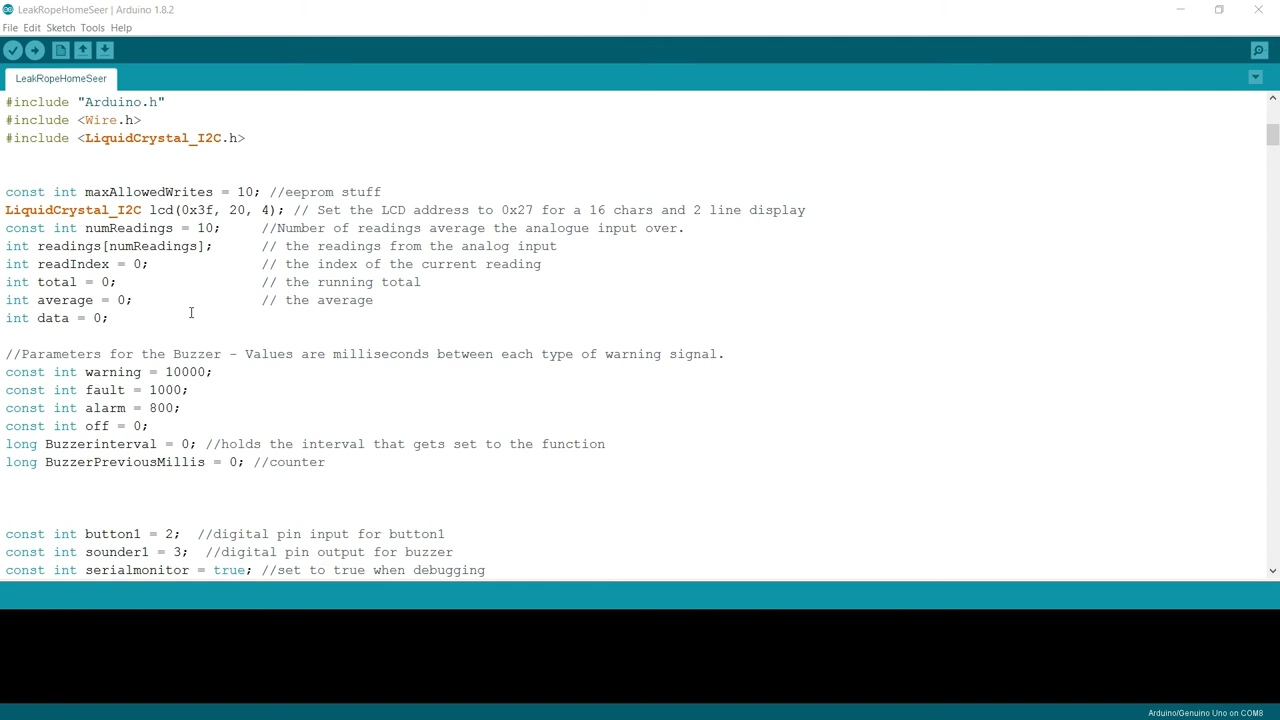 LeakRopeHomeSeer | Arduino 1.8.2
File Edit Sketch Tools Help
LeakRopeHomeSeer
#include "Arduino.h"
#include <Wire.h>
#include <LiquidCrystal_I2C.h>
const int maxAllowedWrites = 10; //eeprom stuff
LiquidCrystal_I2C lcd(0x3f, 20, 4); // Set the LCD address to 0x27 for a 16 chars and 2 line display
const int numReadings = 10; //Number of readings average the analogue input over.
int readings[numReadings]; // the readings from the analog input
int readIndex = 0; // the index of the current reading
int total = 0; // the running total
int average = 0; // the average
int data = 0;
//Parameters for the Buzzer - Values are milliseconds between each type of warning signal.
const int warning = 10000;
const int fault = 1000;
const int alarm = 800;
const int off = 0;
long Buzzerinterval = 0; //holds the interval that gets set to the function
long BuzzerPreviousMillis = 0; //counter
const int button1 = 2; //digital pin input for button1
const int sounder1 = 3; //digital pin output for buzzer
const int serialmonitor = true; //set to true when debugging
Arduino/Genuino Uno on COM8